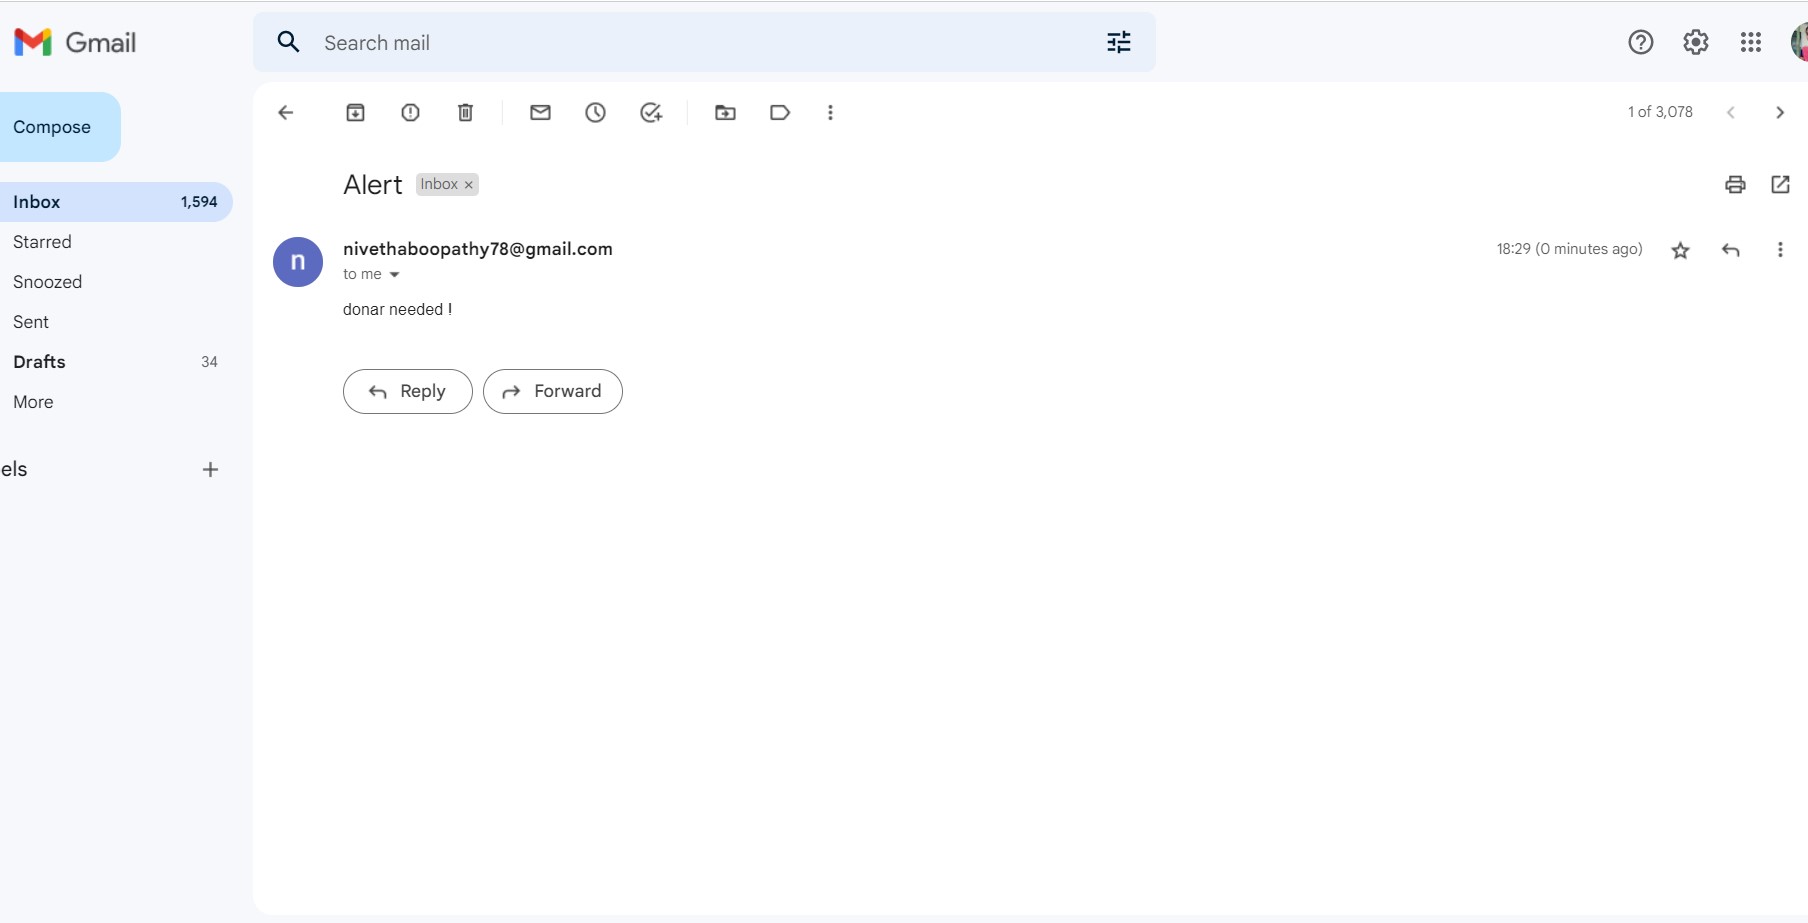 Gmail
Search mail
Compose
1 of 3,078
Alert Inbox ×
Inbox 1,594
Starred
Snoozed
Sent
Drafts 34
More
els
n
nivethaboopathy78@gmail.com
18:29 (0 minutes ago)
to me
donar needed !
Reply
Forward